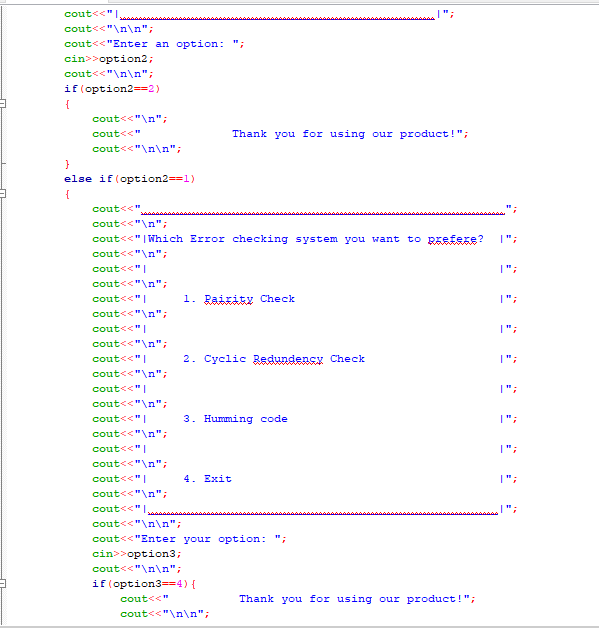 cout<<"|_____________________________________________|";
cout<<"\n\n";
cout<<"Enter an option: ";
cin>>option2;
cout<<"\n\n";
if(option2==2)
{
cout<<"\n";
cout<<"             Thank you for using our product!";
cout<<"\n\n";
}
else if(option2==1)
{
cout<<"____________________________________________________";
cout<<"\n";
cout<<"|Which Error checking system you want to prefere?  |";
cout<<"\n";
cout<<"|                                                  |";
cout<<"\n";
cout<<"|     1. Pairity Check                             |";
cout<<"\n";
cout<<"|                                                  |";
cout<<"\n";
cout<<"|     2. Cyclic Redundency Check                   |";
cout<<"\n";
cout<<"|                                                  |";
cout<<"\n";
cout<<"|     3. Humming code                              |";
cout<<"\n";
cout<<"|                                                  |";
cout<<"\n";
cout<<"|     4. Exit                                      |";
cout<<"\n";
cout<<"|__________________________________________________|";
cout<<"\n\n";
cout<<"Enter your option: ";
cin>>option3;
cout<<"\n\n";
if(option3==4){
cout<<"          Thank you for using our product!";
cout<<"\n\n";